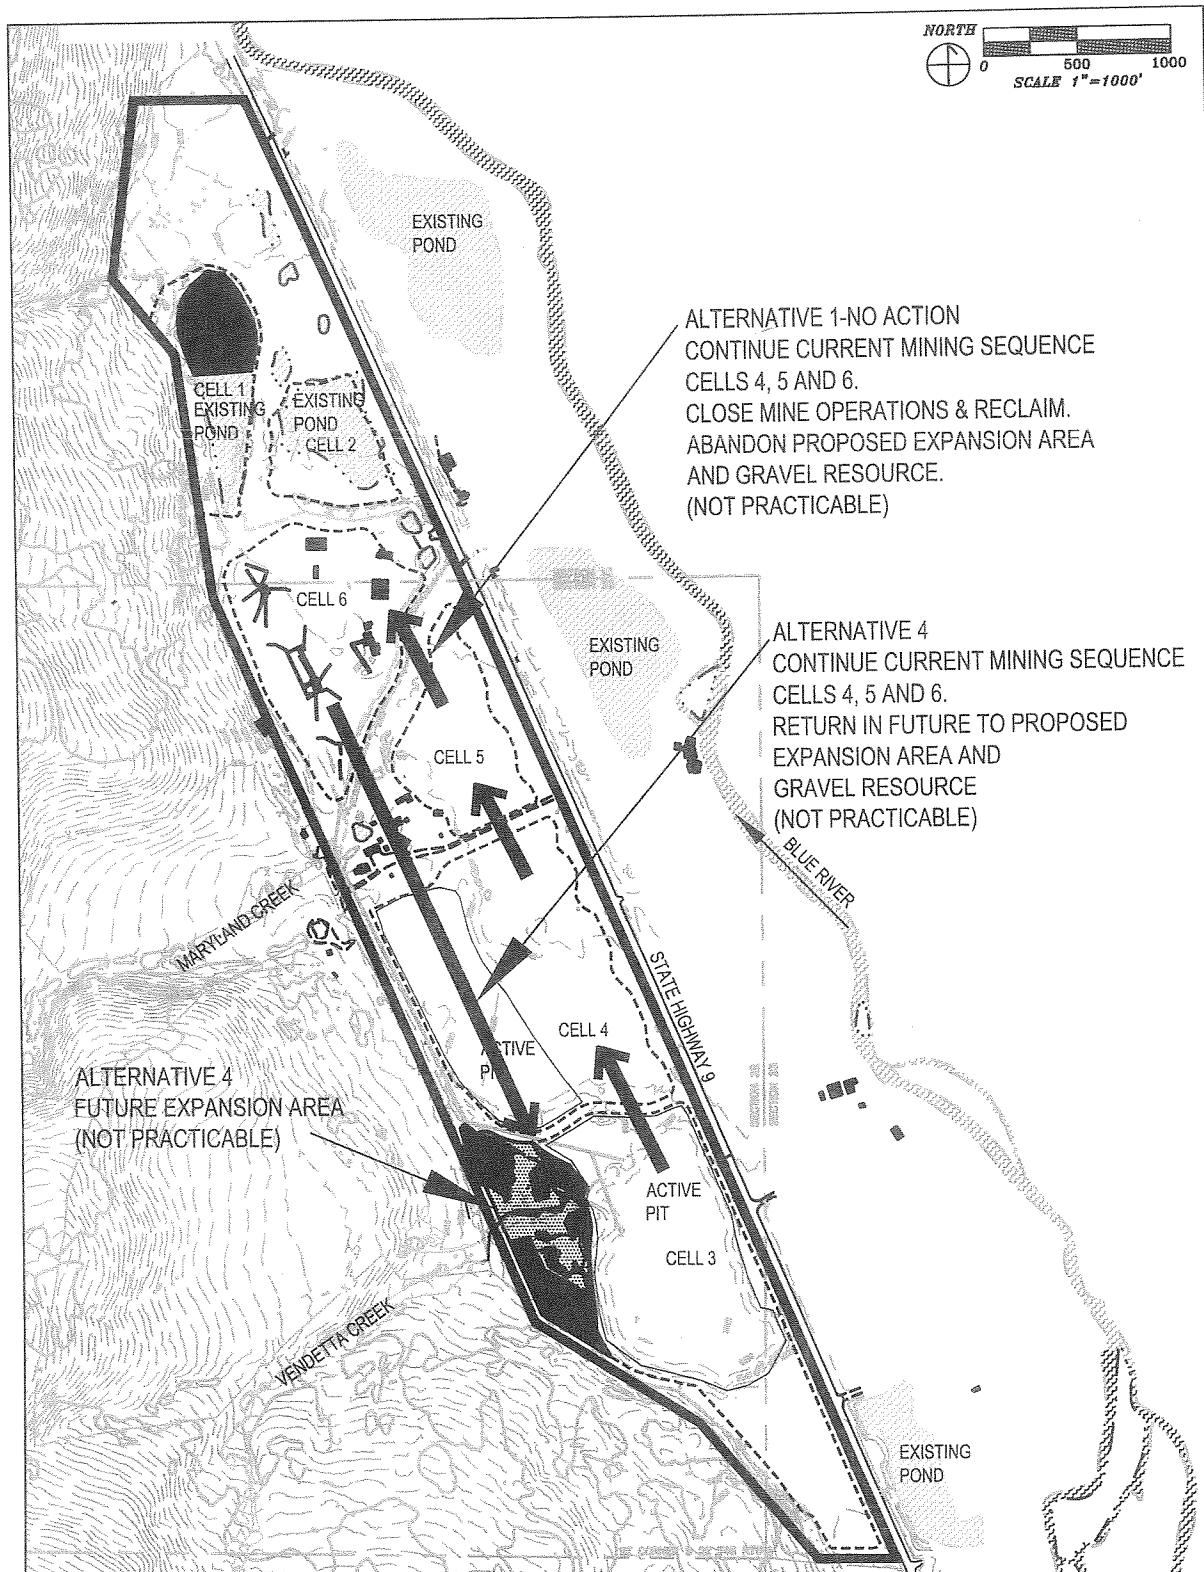 NORTH
0 500 1000
SCALE 1"=1000'
EXISTING
POND
ALTERNATIVE 1-NO ACTION
CONTINUE CURRENT MINING SEQUENCE
CELLS 4, 5 AND 6.
CLOSE MINE OPERATIONS & RECLAIM.
ABANDON PROPOSED EXPANSION AREA
AND GRAVEL RESOURCE.
(NOT PRACTICABLE)
CELL 1
EXISTING
POND
EXISTING
POND
CELL 2
CELL 6
EXISTING
POND
ALTERNATIVE 4
CONTINUE CURRENT MINING SEQUENCE
CELLS 4, 5 AND 6.
RETURN IN FUTURE TO PROPOSED
EXPANSION AREA AND
GRAVEL RESOURCE
(NOT PRACTICABLE)
CELL 5
BLUE RIVER
MARYLAND CREEK
STATE HIGHWAY 9
CELL 4
ACTIVE
PIT
ALTERNATIVE 4
FUTURE EXPANSION AREA
(NOT PRACTICABLE)
ACTIVE
PIT
CELL 3
VENDETTA CREEK
EXISTING
POND